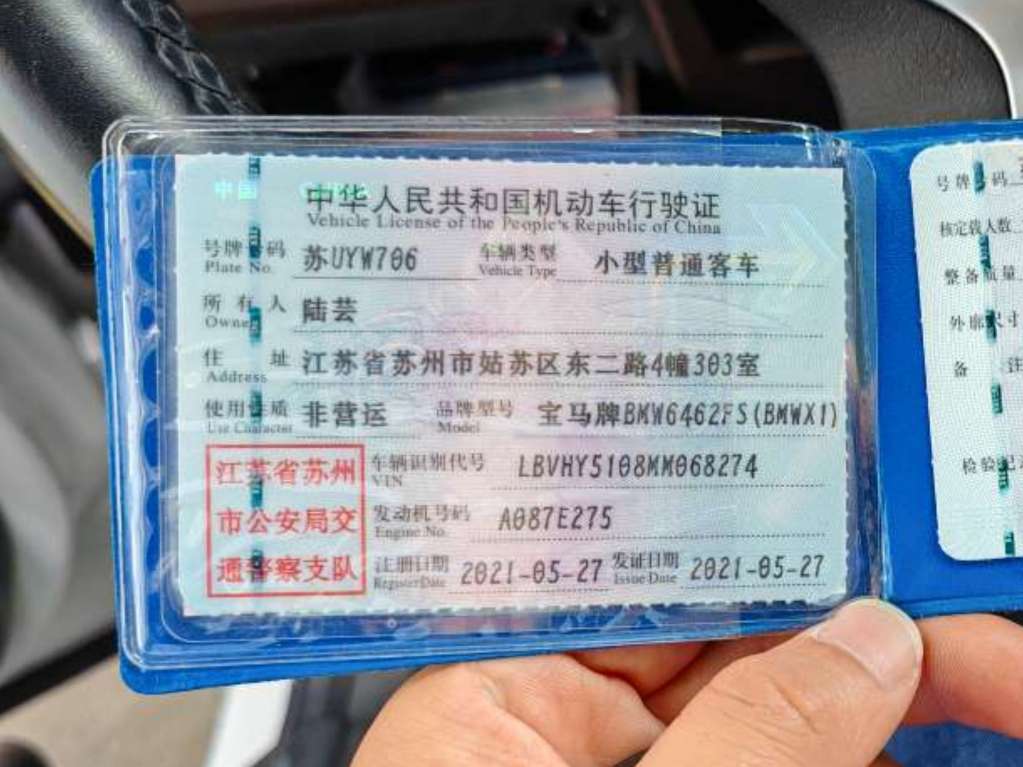 中国
中华人民共和国机动车行驶证
Vehicle License of the People's Republic of China
号牌号码 苏UYW706 车辆类型 小型普通客车
Plate No. Vehicle Type
所有人 陆芸
Owner
住址 江苏省苏州市姑苏区东二路4幢303室
Address
使用性质 非营运 品牌型号 宝马牌BMW6462FS(BMWX1)
Use Character Model
江苏省苏州
市公安局交
通警察支队
车辆识别代号 LBVHY5108MM068274
VIN
发动机号码 A087E275
Engine No.
注册日期 2021-05-27 发证日期 2021-05-27
Register Date Issue Date
号牌号码
核定载人数
整备质量
外廓尺寸
备注
检验记